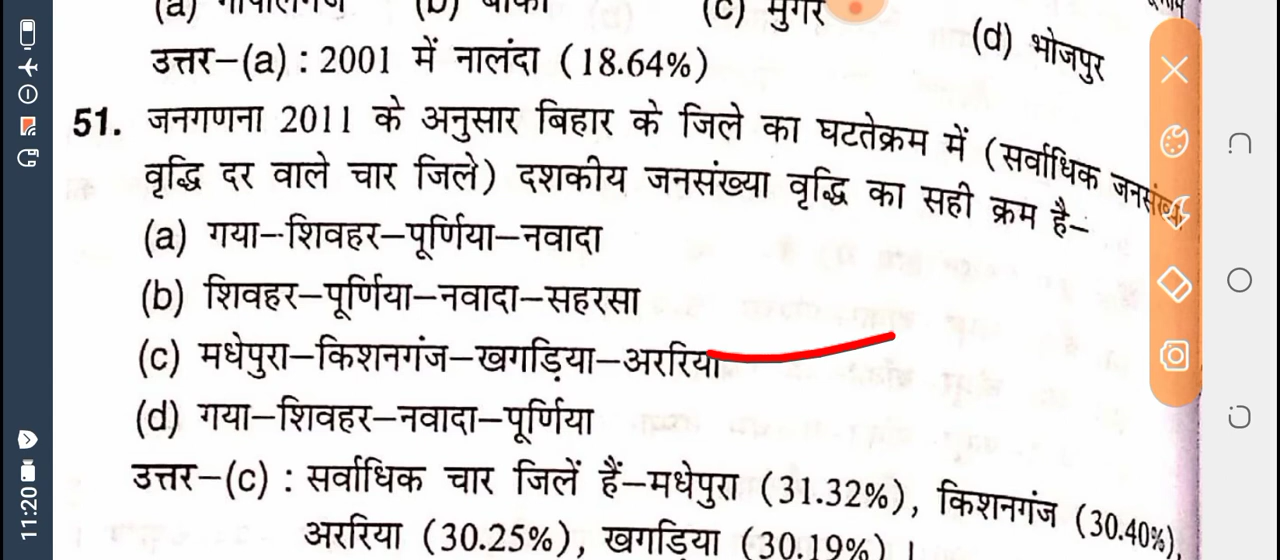 (b) बांका (c) मुंगेर
(d) भोजपुर
उत्तर–(a) : 2001 में नालंदा (18.64%)
51. जनगणना 2011 के अनुसार बिहार के जिले का घटतेक्रम में (सर्वाधिक
वृद्धि दर वाले चार जिले) दशकीय जनसंख्या वृद्धि का सही क्रम है–
(a) गया–शिवहर–पूर्णिया–नवादा
(b) शिवहर–पूर्णिया–नवादा–सहरसा
(c) मधेपुरा–किशनगंज–खगड़िया–अररिया
(d) गया–शिवहर–नवादा–पूर्णिया
उत्तर–(c) : सर्वाधिक चार जिलें हैं–मधेपुरा (31.32%), किशनगंज (30.40%),
अररिया (30.25%), खगड़िया (30.19%) ।
11:20